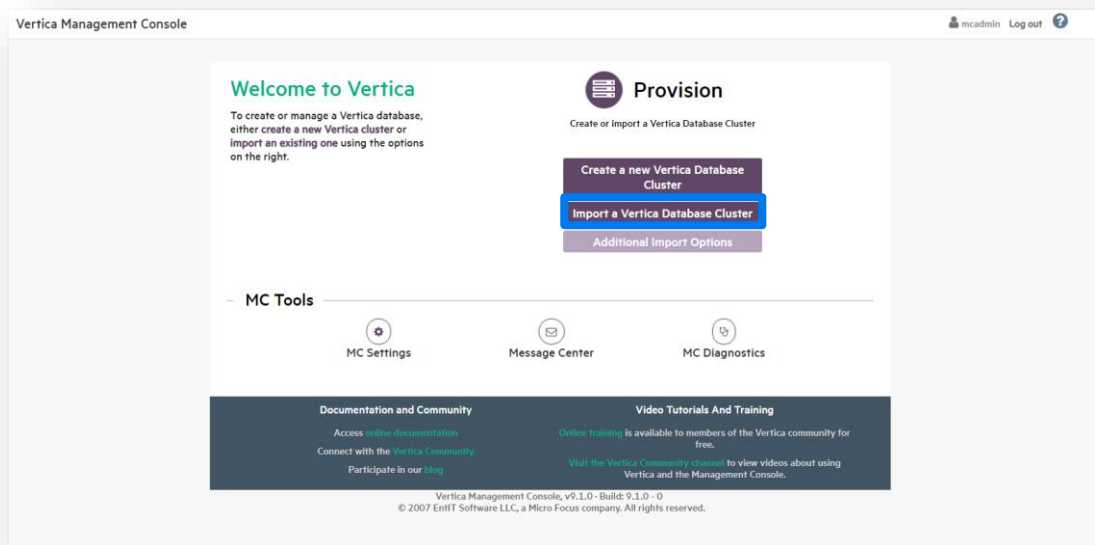 Vertica Management Console
mcadmin Log out ?
Welcome to Vertica
To create or manage a Vertica database,
either create a new Vertica cluster or
import an existing one using the options
on the right.
Provision
Create or import a Vertica Database Cluster
Create a new Vertica Database
Cluster
Import a Vertica Database Cluster
Additional Import Options
MC Tools
MC Settings
Message Center
MC Diagnostics
Documentation and Community
Access online documentation
Connect with the Vertica Community
Participate in our blog
Video Tutorials And Training
Online training is available to members of the Vertica community for
free.
Visit the Vertica Community channel to view videos about using
Vertica and the Management Console.
Vertica Management Console, v9.1.0 - Build: 9.1.0 - 0
© 2007 EntIT Software LLC, a Micro Focus company. All rights reserved.